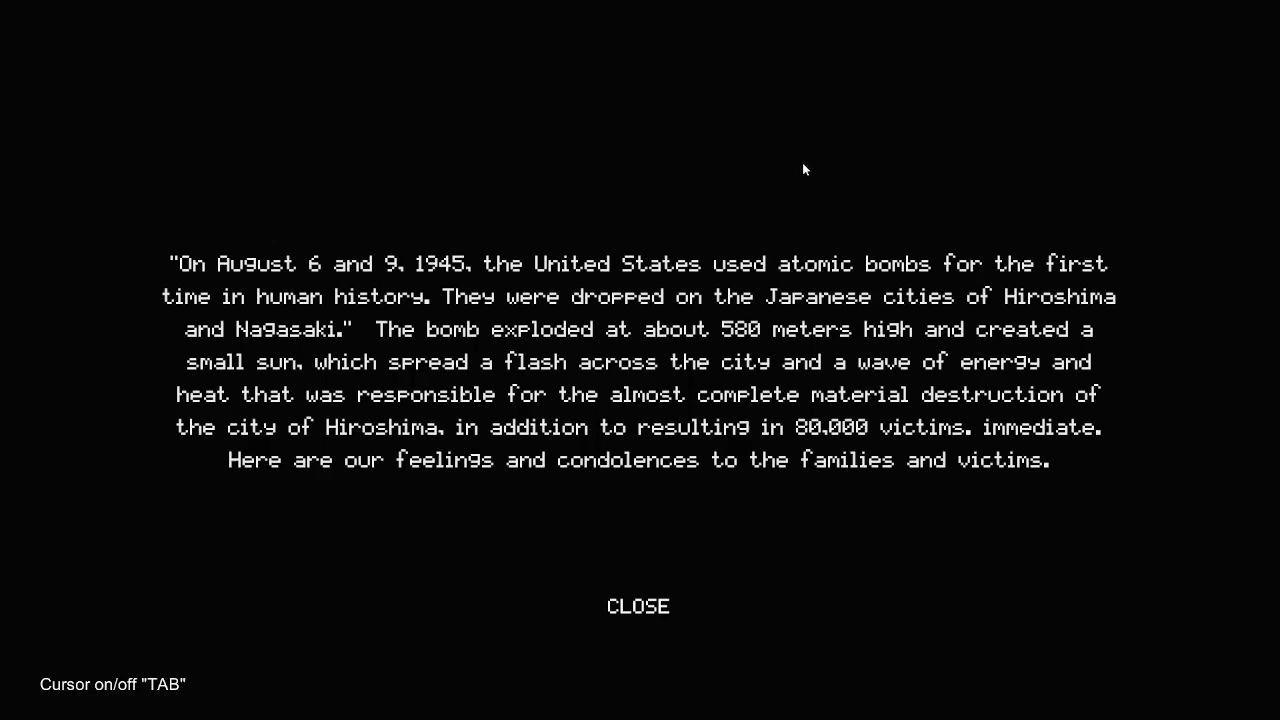 "On August 6 and 9, 1945, the United States used atomic bombs for the first
time in human history. They were dropped on the Japanese cities of Hiroshima
and Nagasaki."  The bomb exploded at about 580 meters high and created a
small sun, which spread a flash across the city and a wave of energy and
heat that was responsible for the almost complete material destruction of
the city of Hiroshima, in addition to resulting in 80,000 victims. immediate.
Here are our feelings and condolences to the families and victims.
CLOSE
Cursor on/off "TAB"